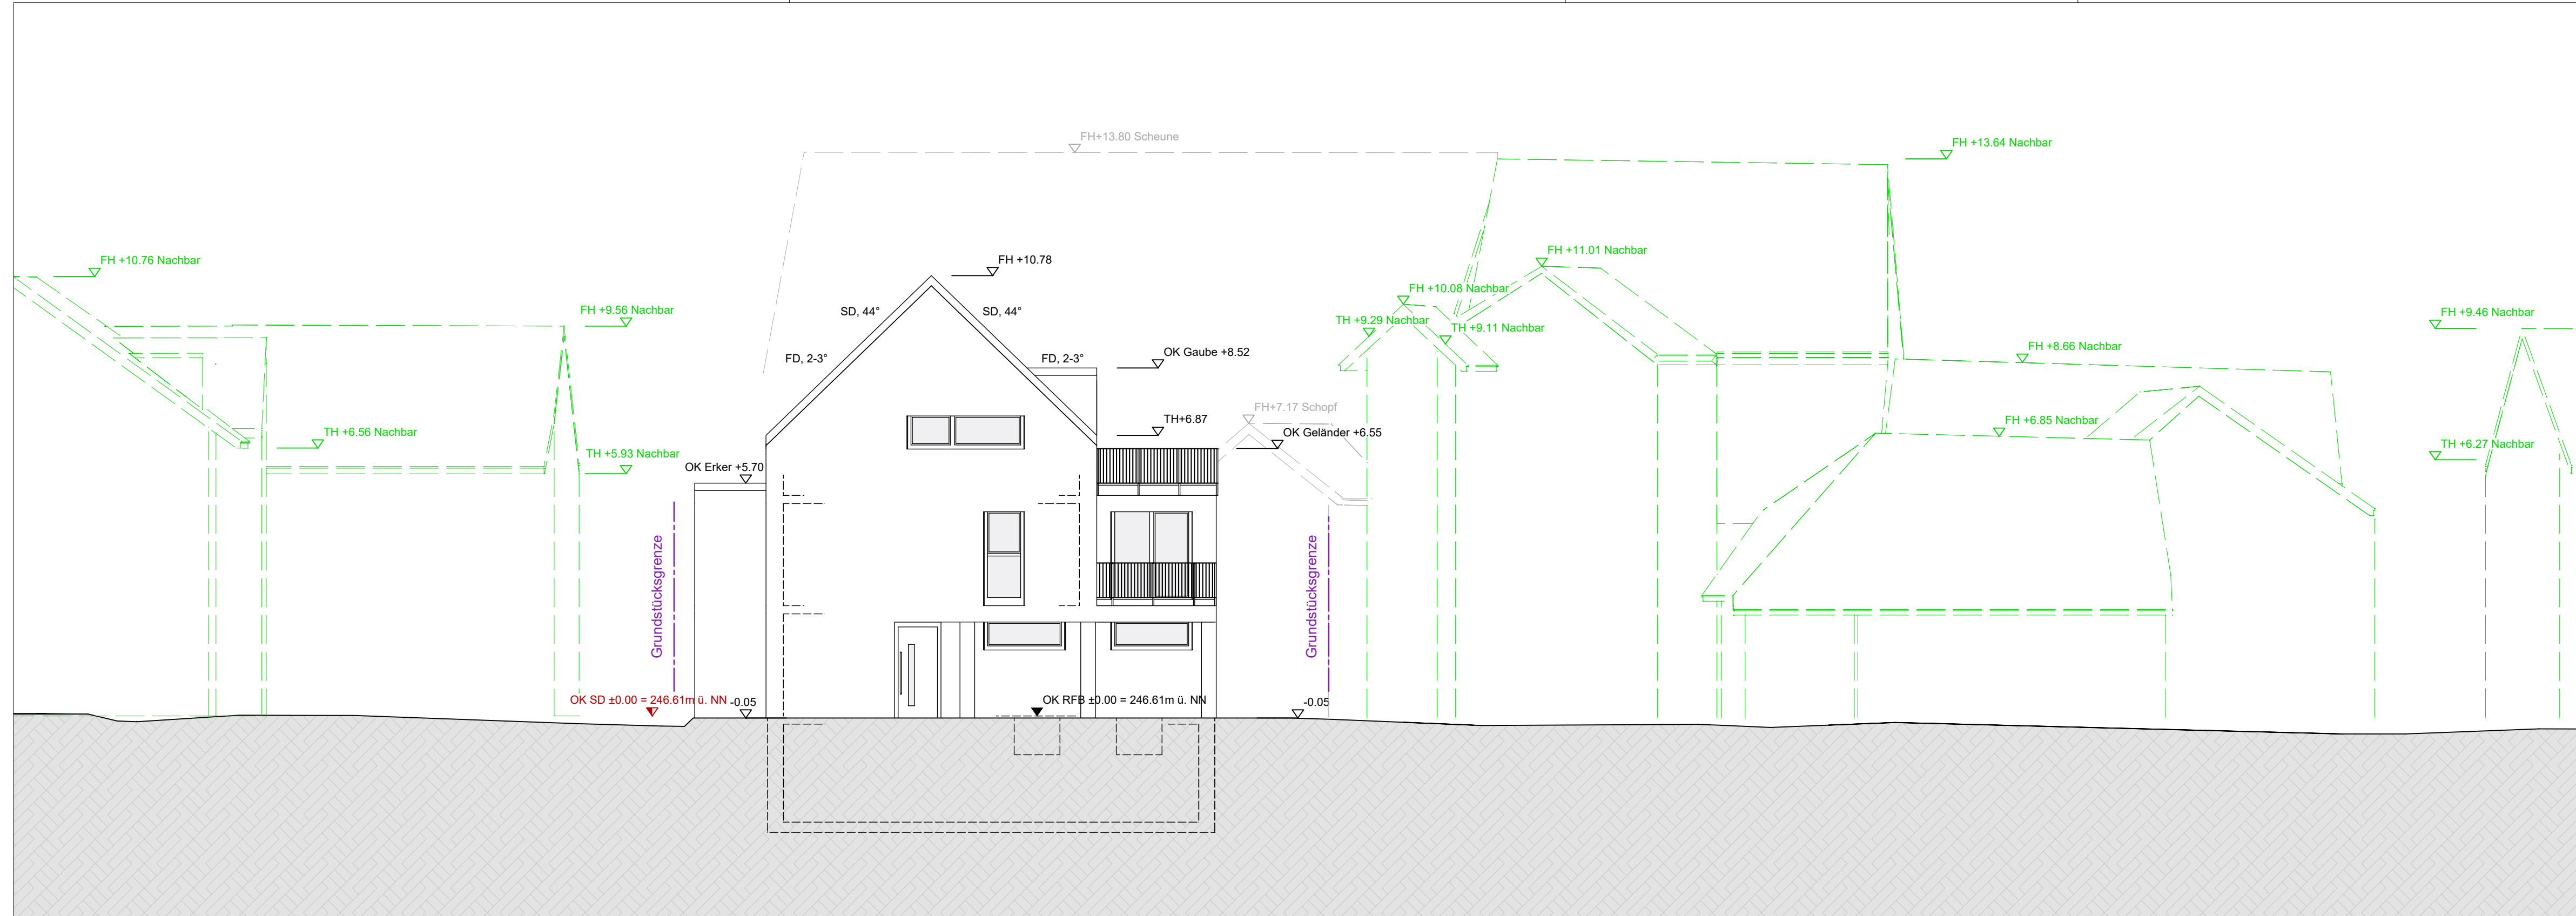 FH+13.80 Scheune
FH +13.64 Nachbar
FH +10.76 Nachbar
FH +10.78
FH +11.01 Nachbar
SD, 44°
SD, 44°
FH +9.56 Nachbar
FH +10.08 Nachbar
TH +9.29 Nachbar
TH +9.11 Nachbar
FH +9.46 Nachbar
FD, 2-3°
FD, 2-3°
OK Gaube +8.52
FH +8.66 Nachbar
FH+7.17 Schopf
TH+6.87
FH +6.85 Nachbar
TH +6.56 Nachbar
OK Geländer +6.55
TH +6.27 Nachbar
TH +5.93 Nachbar
OK Erker +5.70
Grundstücksgrenze
Grundstücksgrenze
OK SD ±0.00 = 246.61m ü. NN
-0.05
OK RFB ±0.00 = 246.61m ü. NN
-0.05